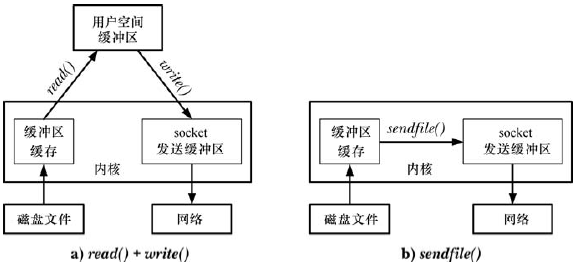 用户空间
缓冲区
read()
write()
缓冲区
缓存
socket
发送缓冲区
内核
磁盘文件
网络
a) read() + write()
缓冲区
缓存
sendfile()
socket
发送缓冲区
内核
磁盘文件
网络
b) sendfile()